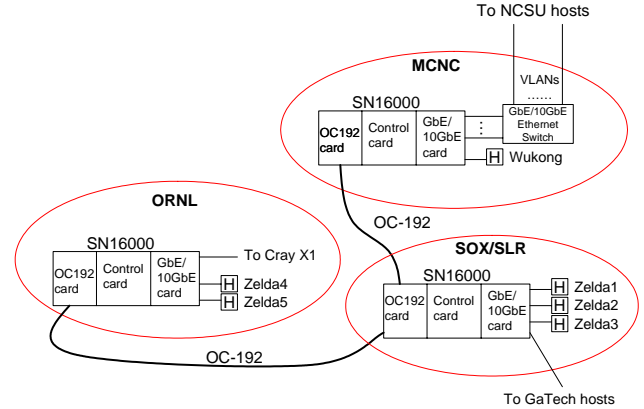 To NCSU hosts
MCNC
VLANs
......
SN16000
GbE/10GbE
Ethernet
Switch
OC192
card
Control
card
GbE/
10GbE
card
H
Wukong
ORNL
OC-192
SN16000
To Cray X1
OC192
card
Control
card
GbE/
10GbE
card
H
Zelda4
H
Zelda5
SOX/SLR
SN16000
OC192
card
Control
card
GbE/
10GbE
card
H
Zelda1
H
Zelda2
H
Zelda3
OC-192
To GaTech hosts